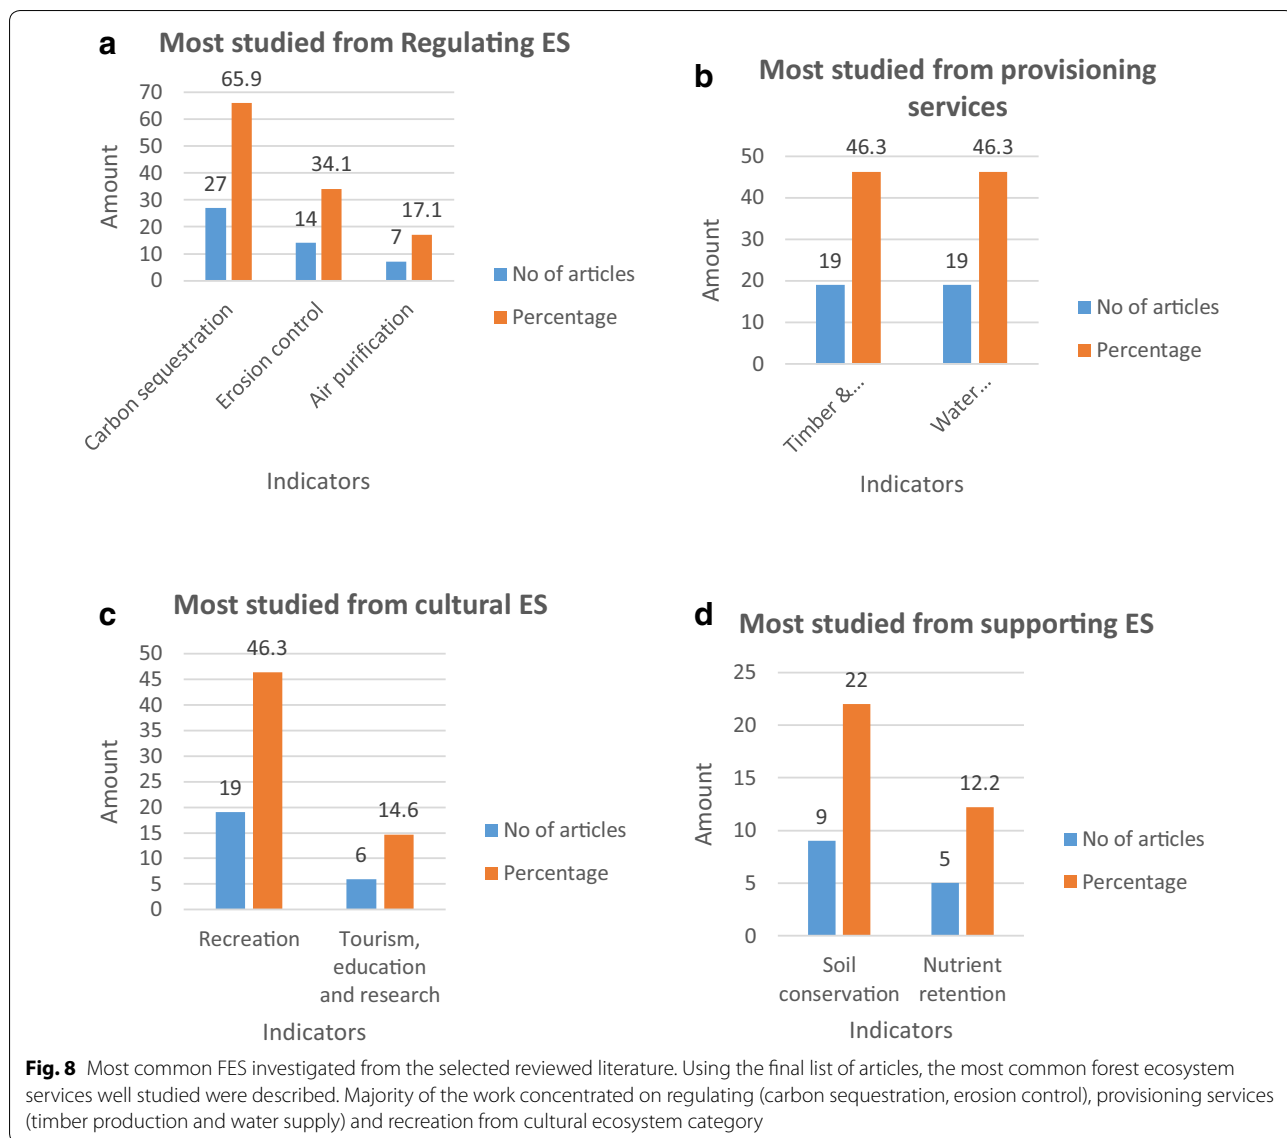 a Most studied from Regulating ES
65.9
70
60
50
40
30
20
10
0
27
34.1
14
17.1
7
Amount
Carbon sequestration
Erosion control
Air purification
Indicators
No of articles
Percentage
b Most studied from provisioning
services
46.3
46.3
50
40
30
20
10
0
19
19
Amount
Timber &...
Water...
Indicators
No of articles
Percentage
c Most studied from cultural ES
50
45
40
35
30
25
20
15
10
5
0
46.3
19
14.6
6
Amount
Recreation
Tourism,
education
and research
Indicators
No of articles
Percentage
d Most studied from supporting ES
25
20
15
10
5
0
22
9
12.2
5
Amount
Soil
conservation
Nutrient
retention
Indicators
No of articles
Percentage
Fig. 8 Most common FES investigated from the selected reviewed literature. Using the final list of articles, the most common forest ecosystem
services well studied were described. Majority of the work concentrated on regulating (carbon sequestration, erosion control), provisioning services
(timber production and water supply) and recreation from cultural ecosystem category